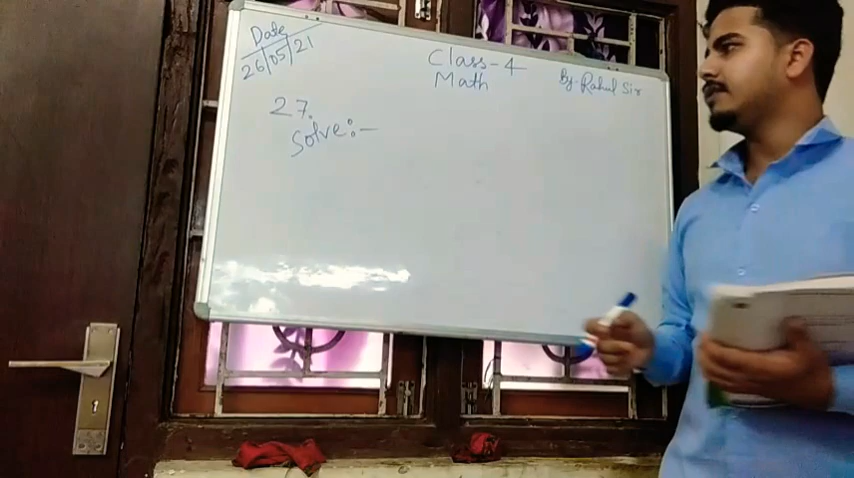 Date
26/05/21
Class-4
Math
By-Rahul Sir
27.
Solve:-